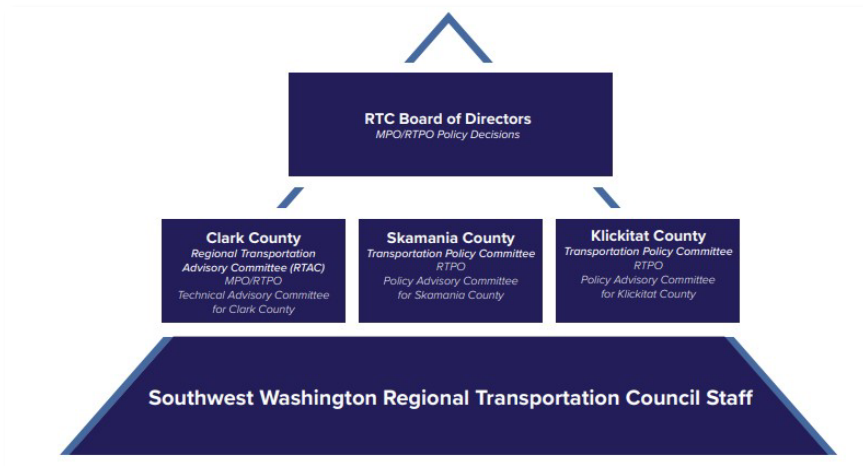 RTC Board of Directors
MPO/RTPO Policy Decisions
Clark County
Regional Transportation
Advisory Committee (RTAC)
MPO/RTPO
Technical Advisory Committee
for Clark County
Skamania County
Transportation Policy Committee
RTPO
Policy Advisory Committee
for Skamania County
Klickitat County
Transportation Policy Committee
RTPO
Policy Advisory Committee
for Klickitat County
Southwest Washington Regional Transportation Council Staff